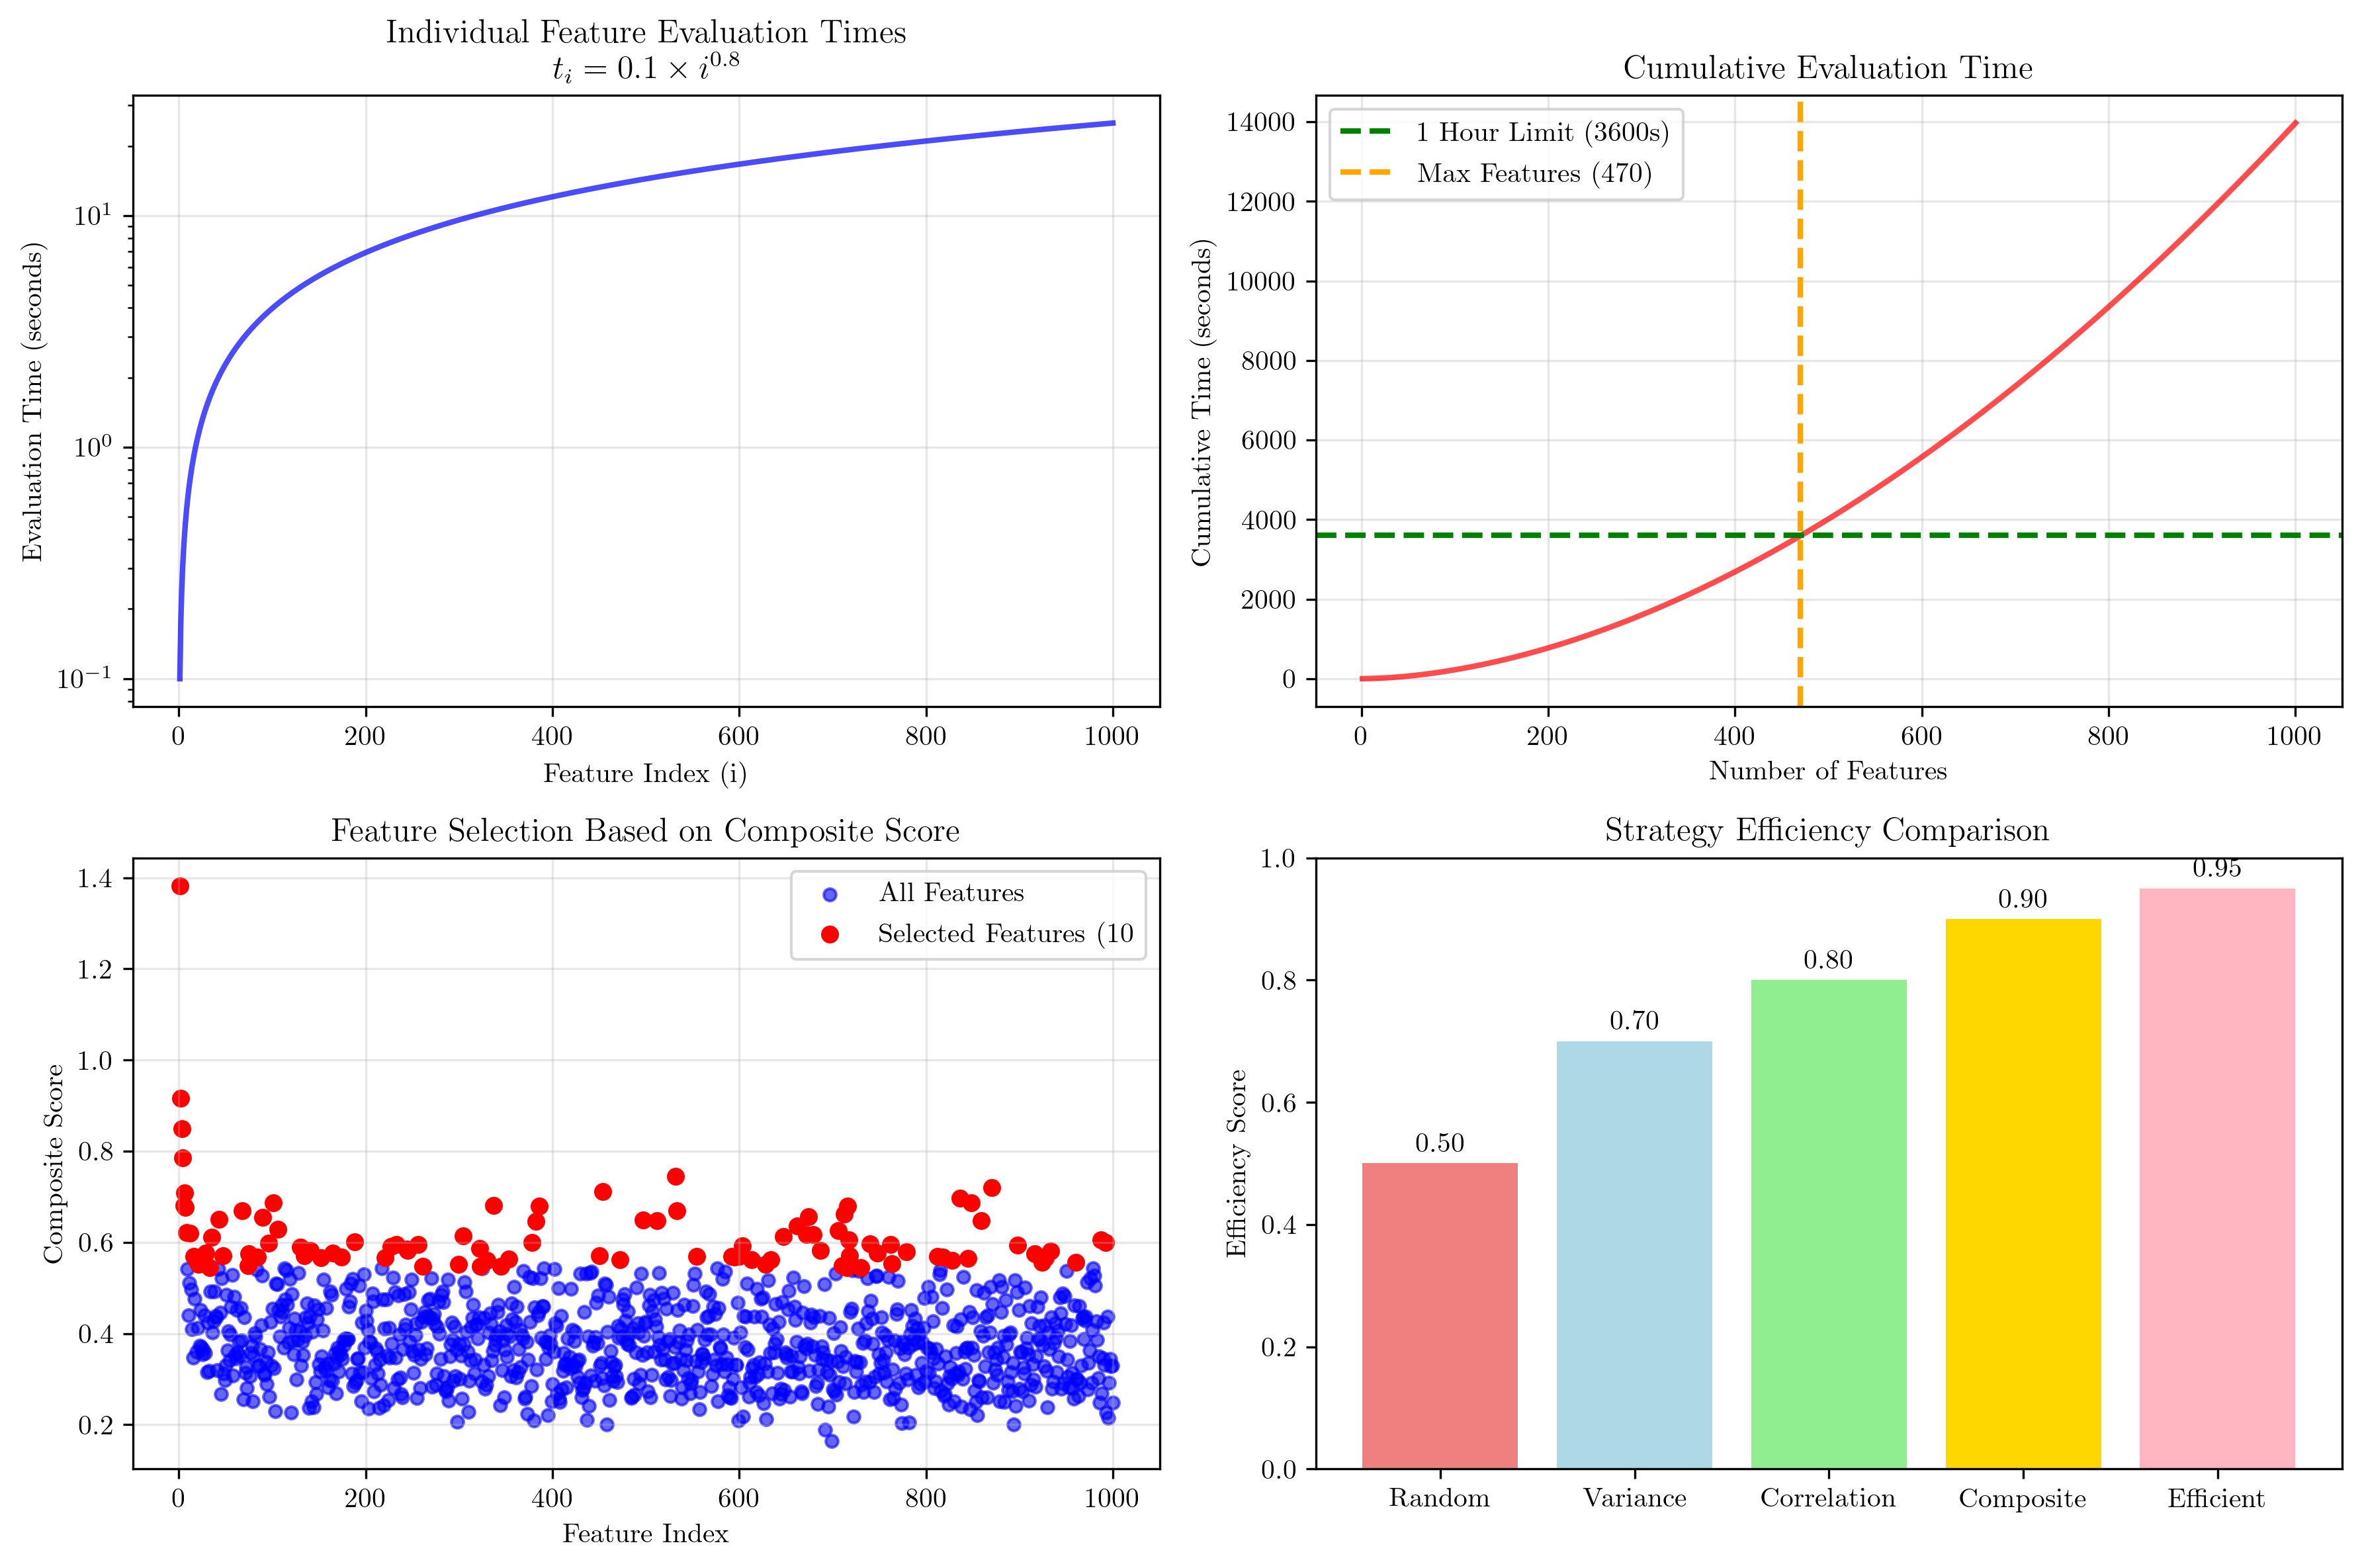 Individual Feature Evaluation Times
t_i = 0.1 × i^{0.8}
Evaluation Time (seconds)
10^1
10^0
10^{-1}
0 200 400 600 800 1000
Feature Index (i)
Cumulative Evaluation Time
1 Hour Limit (3600s)
Max Features (470)
Cumulative Time (seconds)
14000
12000
10000
8000
6000
4000
2000
0
0 200 400 600 800 1000
Number of Features
Feature Selection Based on Composite Score
All Features
Selected Features (10
Composite Score
1.4
1.2
1.0
0.8
0.6
0.4
0.2
0 200 400 600 800 1000
Feature Index
Strategy Efficiency Comparison
Efficiency Score
1.0
0.8
0.6
0.4
0.2
0.0
0.50
0.70
0.80
0.90
0.95
Random Variance Correlation Composite Efficient